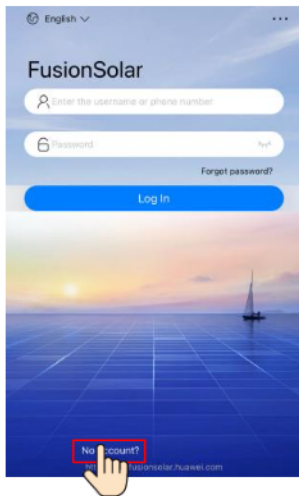 English
FusionSolar
Enter the username or phone number
Password
Forgot password?
Log In
No account?
fusionsolar.huawei.com